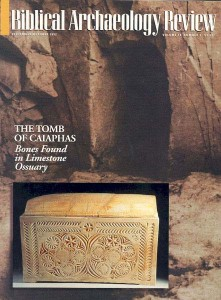 Biblical Archaeology Review
THE TOMB
OF CAIAPHAS
Bones Found
in Limestone
Ossuary